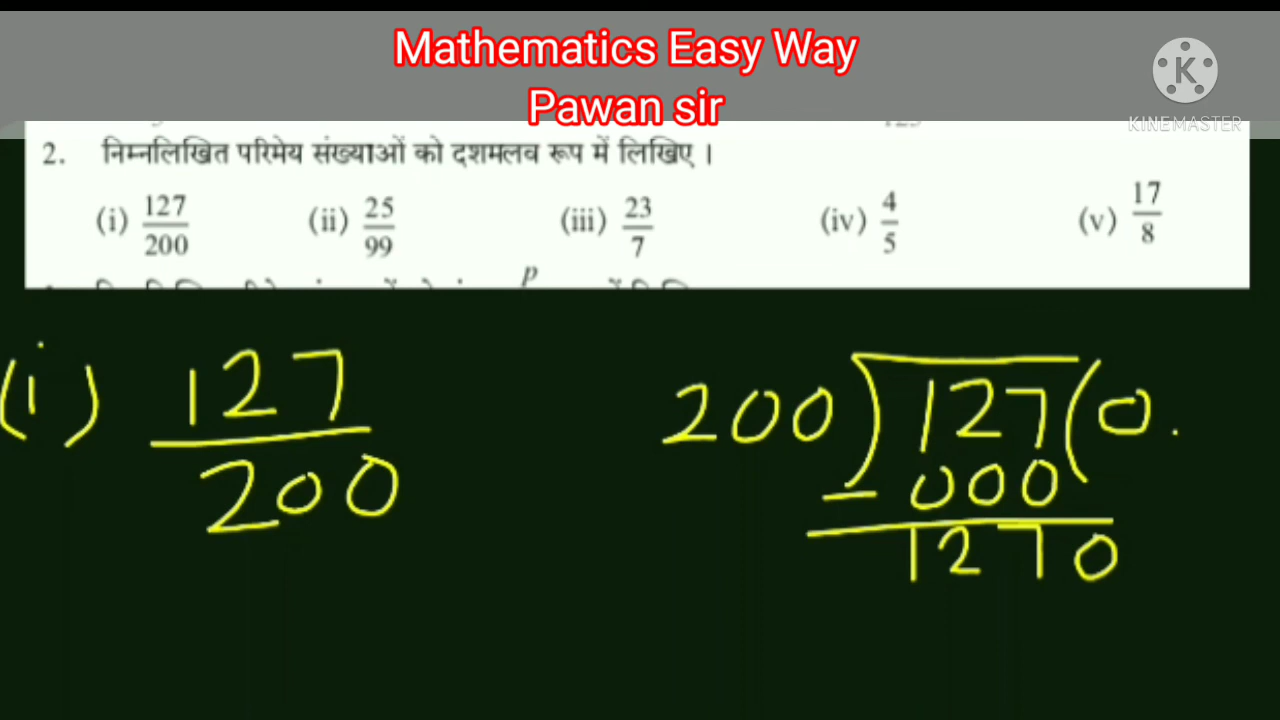 Mathematics Easy Way
Pawan sir
K
KINEMASTER
2. निम्नलिखित परिमेय संख्याओं को दशमलव रूप में लिखिए ।
(i) 127/200 (ii) 25/99 (iii) 23/7 (iv) 4/5 (v) 17/8
p
(i) 127/200
200)127(0.
- 000
1270